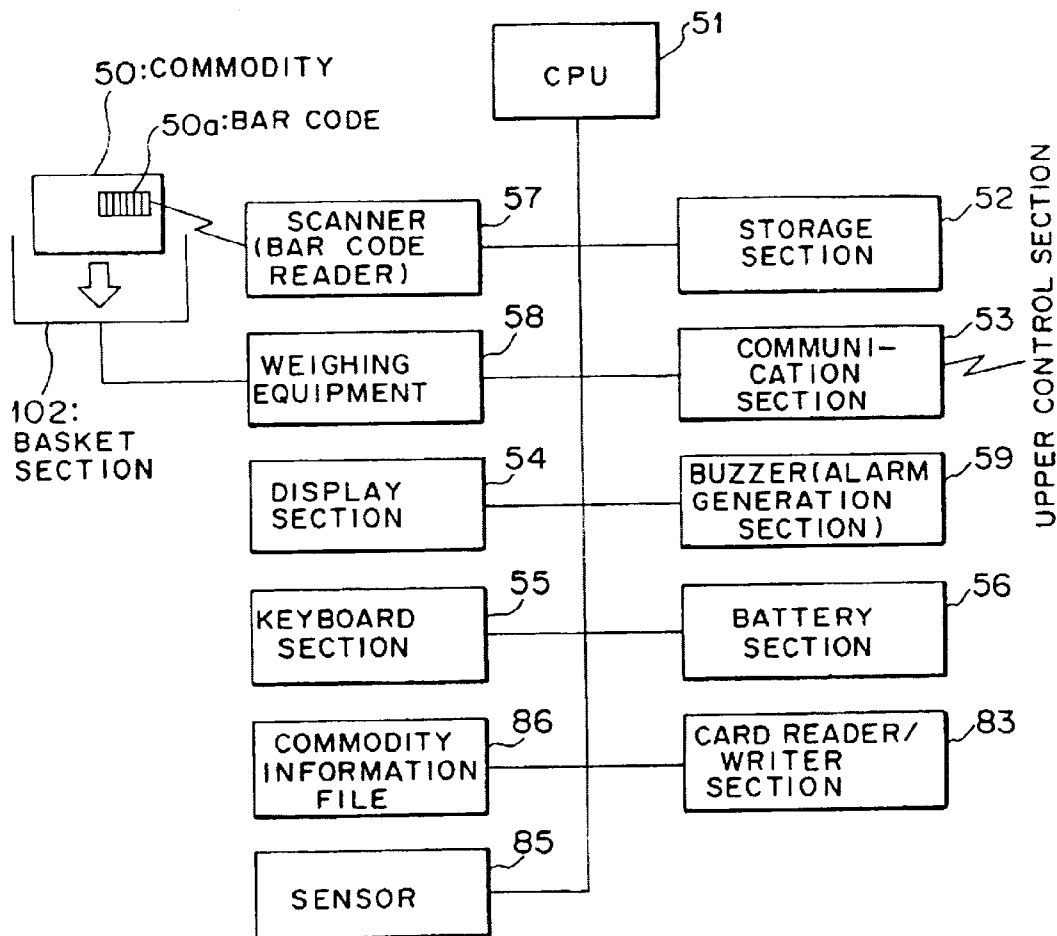 51
CPU
50:COMMODITY
50a:BAR CODE
57
SCANNER
(BAR CODE
READER)
52
STORAGE
SECTION
UPPER CONTROL SECTION
58
WEIGHING
EQUIPMENT
53
COMMUNI-
CATION
SECTION
102:
BASKET
SECTION
54
DISPLAY
SECTION
59
BUZZER(ALARM
GENERATION
SECTION)
55
KEYBOARD
SECTION
56
BATTERY
SECTION
86
COMMODITY
INFORMATION
FILE
83
CARD READER/
WRITER
SECTION
85
SENSOR